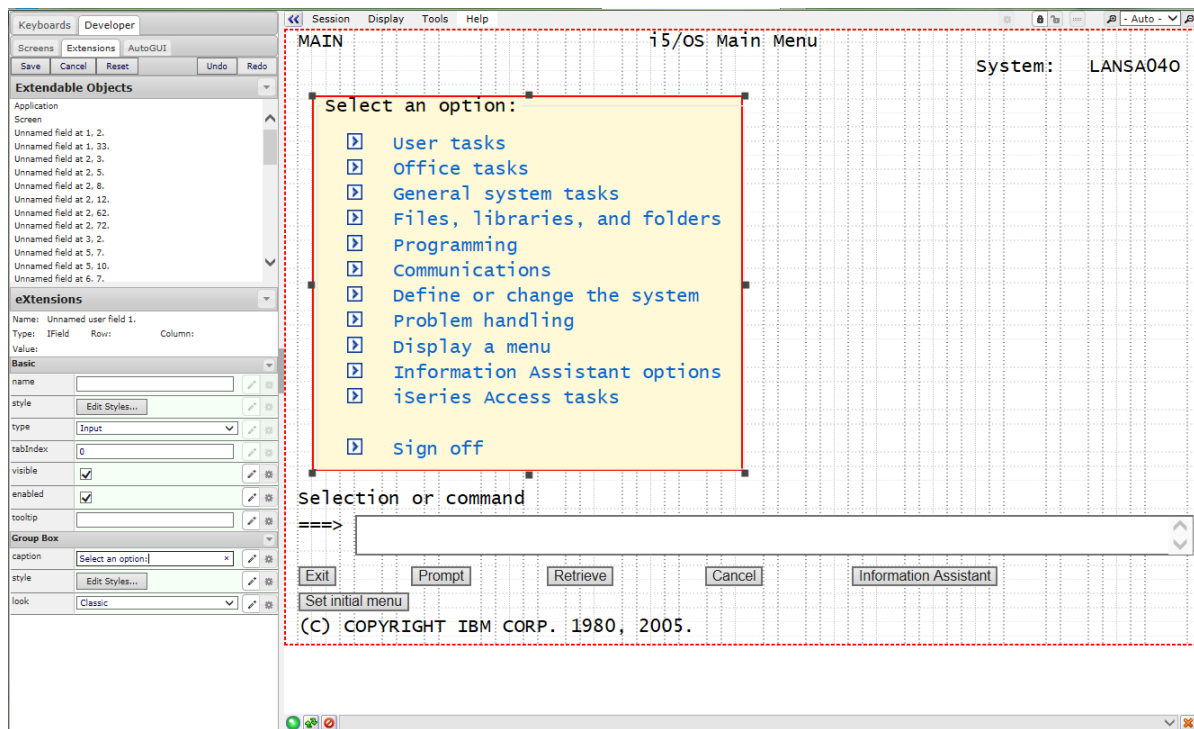 Keyboards Developer
Screens Extensions AutoGUI
Save Cancel Reset Undo Redo
Extendable Objects
Application
Screen
Unnamed field at 1, 2.
Unnamed field at 1, 33.
Unnamed field at 2, 3.
Unnamed field at 2, 5.
Unnamed field at 2, 8.
Unnamed field at 2, 12.
Unnamed field at 2, 62.
Unnamed field at 2, 72.
Unnamed field at 3, 2.
Unnamed field at 5, 7.
Unnamed field at 5, 10.
Unnamed field at 6, 7.
eXtensions
Name: Unnamed user field 1.
Type: IField Row: Column:
Value:
Basic
name
style Edit Styles...
type Input
tabIndex 0
visible
enabled
tooltip
Group Box
caption Select an option:
style Edit Styles...
look Classic
Session Display Tools Help
- Auto -
MAIN i5/OS Main Menu
System: LANSA040
Select an option:
User tasks
Office tasks
General system tasks
Files, libraries, and folders
Programming
Communications
Define or change the system
Problem handling
Display a menu
Information Assistant options
iSeries Access tasks
Sign off
Selection or command
===>
Exit Prompt Retrieve Cancel Information Assistant
Set initial menu
(C) COPYRIGHT IBM CORP. 1980, 2005.